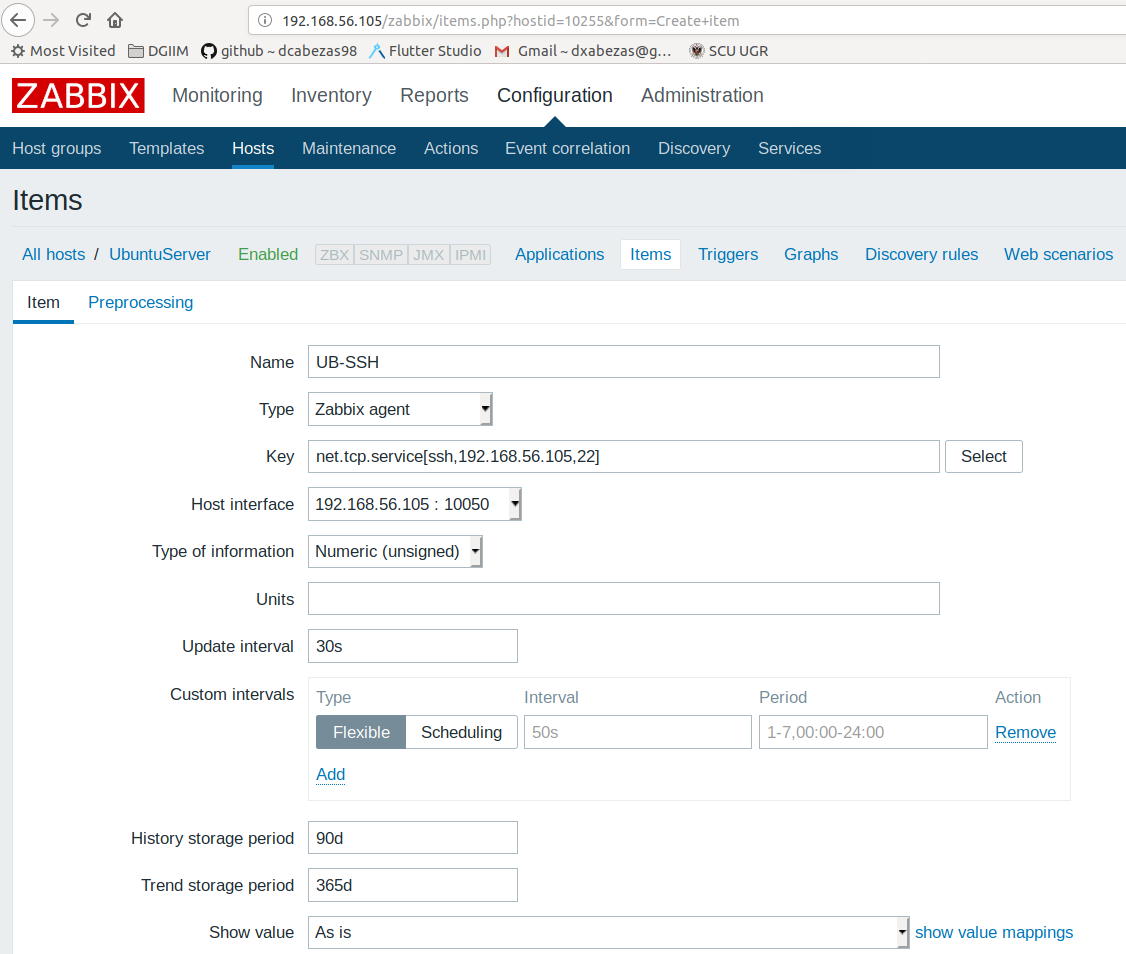 192.168.56.105/zabbix/items.php?hostid=10255&form=Create+item
Most Visited DGIIM github ~ dcabezas98 Flutter Studio Gmail ~ dxabezas@g... SCU UGR
ZABBIX Monitoring Inventory Reports Configuration Administration
Host groups Templates Hosts Maintenance Actions Event correlation Discovery Services
Items
All hosts / UbuntuServer Enabled ZBX SNMP JMX IPMI Applications Items Triggers Graphs Discovery rules Web scenarios
Item Preprocessing
Name UB-SSH
Type Zabbix agent
Key net.tcp.service[ssh,192.168.56.105,22] Select
Host interface 192.168.56.105 : 10050
Type of information Numeric (unsigned)
Units
Update interval 30s
Custom intervals Type Interval Period Action
Flexible Scheduling 50s 1-7,00:00-24:00 Remove
Add
History storage period 90d
Trend storage period 365d
Show value As is show value mappings